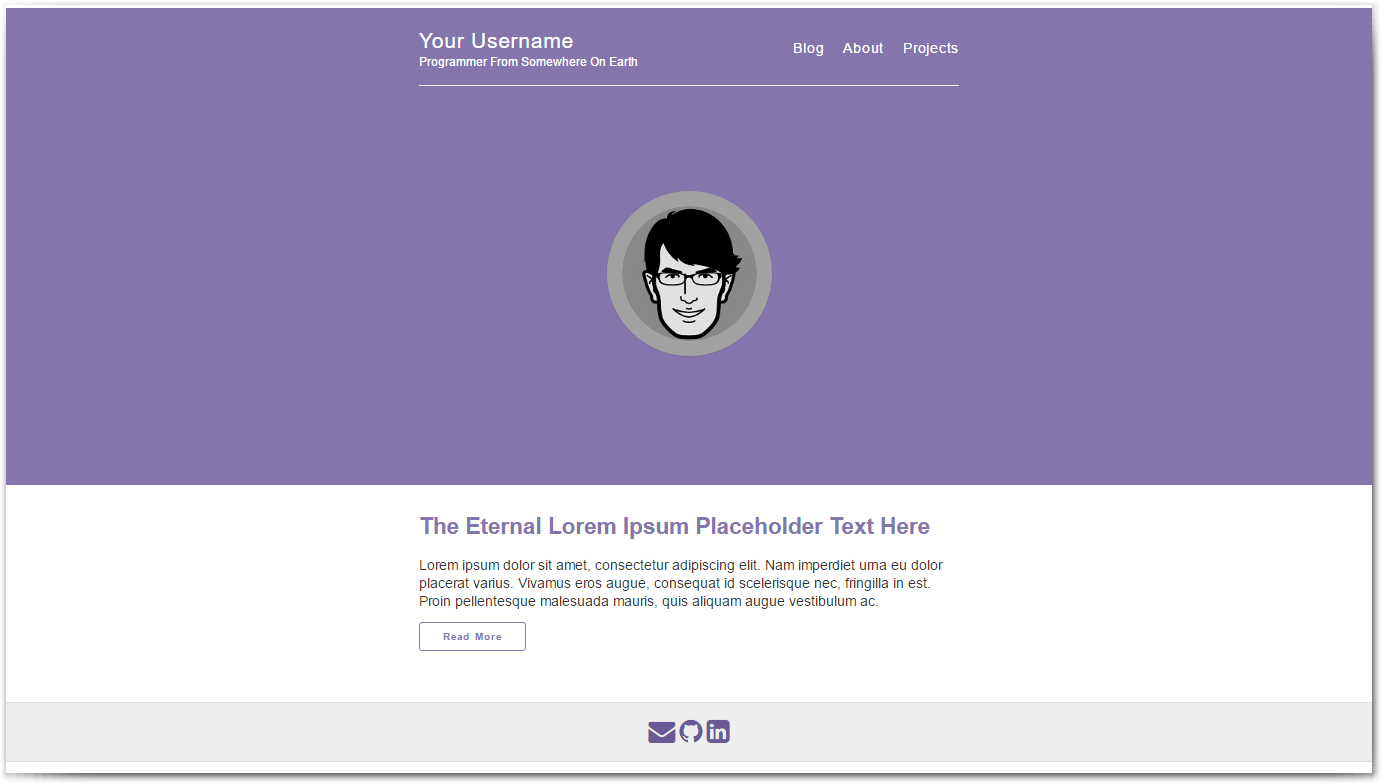 Your Username
Programmer From Somewhere On Earth
Blog About Projects
The Eternal Lorem Ipsum Placeholder Text Here
Lorem ipsum dolor sit amet, consectetur adipiscing elit. Nam imperdiet urna eu dolor
placerat varius. Vivamus eros augue, consequat id scelerisque nec, fringilla in est.
Proin pellentesque malesuada mauris, quis aliquam augue vestibulum ac.
Read More
in